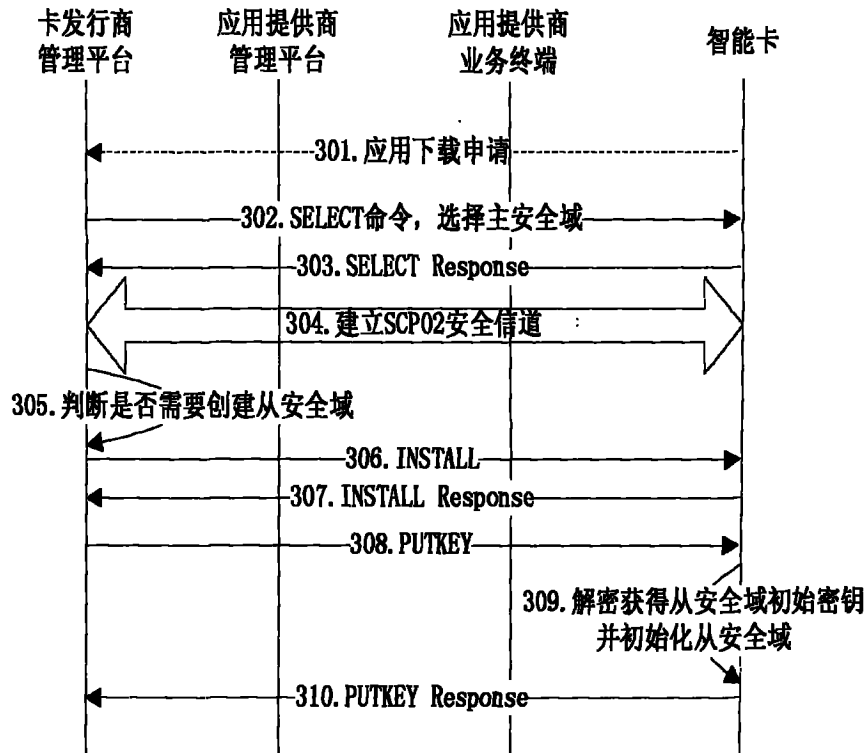 卡发行商
管理平台
应用提供商
管理平台
应用提供商
业务终端
智能卡
301.应用下载申请
302.SELECT命令，选择主安全域
303.SELECT Response
304.建立SCP02安全信道
305.判断是否需要创建从安全域
306.INSTALL
307.INSTALL Response
308.PUTKEY
309.解密获得从安全域初始密钥
并初始化从安全域
310.PUTKEY Response